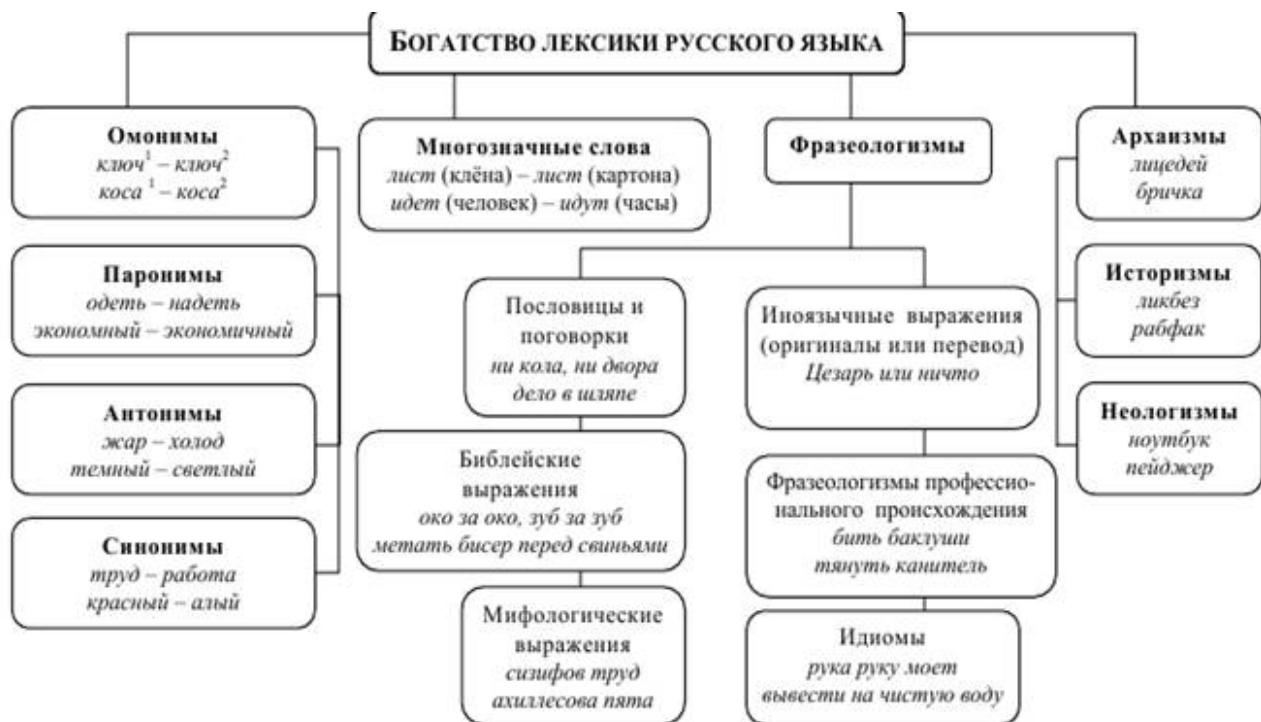 БОГАТСТВО ЛЕКСИКИ РУССКОГО ЯЗЫКА
Омонимы
ключ¹ – ключ²
коса ¹ – коса²
Паронимы
одеть – надеть
экономный – экономичный
Антонимы
жар – холод
темный – светлый
Синонимы
труд – работа
красный – алый
Многозначные слова
лист (клёна) – лист (картона)
идет (человек) – идут (часы)
Фразеологизмы
Пословицы и
поговорки
ни кола, ни двора
дело в шляпе
Библейские
выражения
око за око, зуб за зуб
метать бисер перед свиньями
Мифологические
выражения
сизифов труд
ахиллесова пята
Иноязычные выражения
(оригиналы или перевод)
Цезарь или ничто
Фразеологизмы профессио-
нального происхождения
бить баклуши
тянуть канитель
Идиомы
рука руку моет
вывести на чистую воду
Архаизмы
лицедей
бричка
Историзмы
ликбез
рабфак
Неологизмы
ноутбук
пейджер